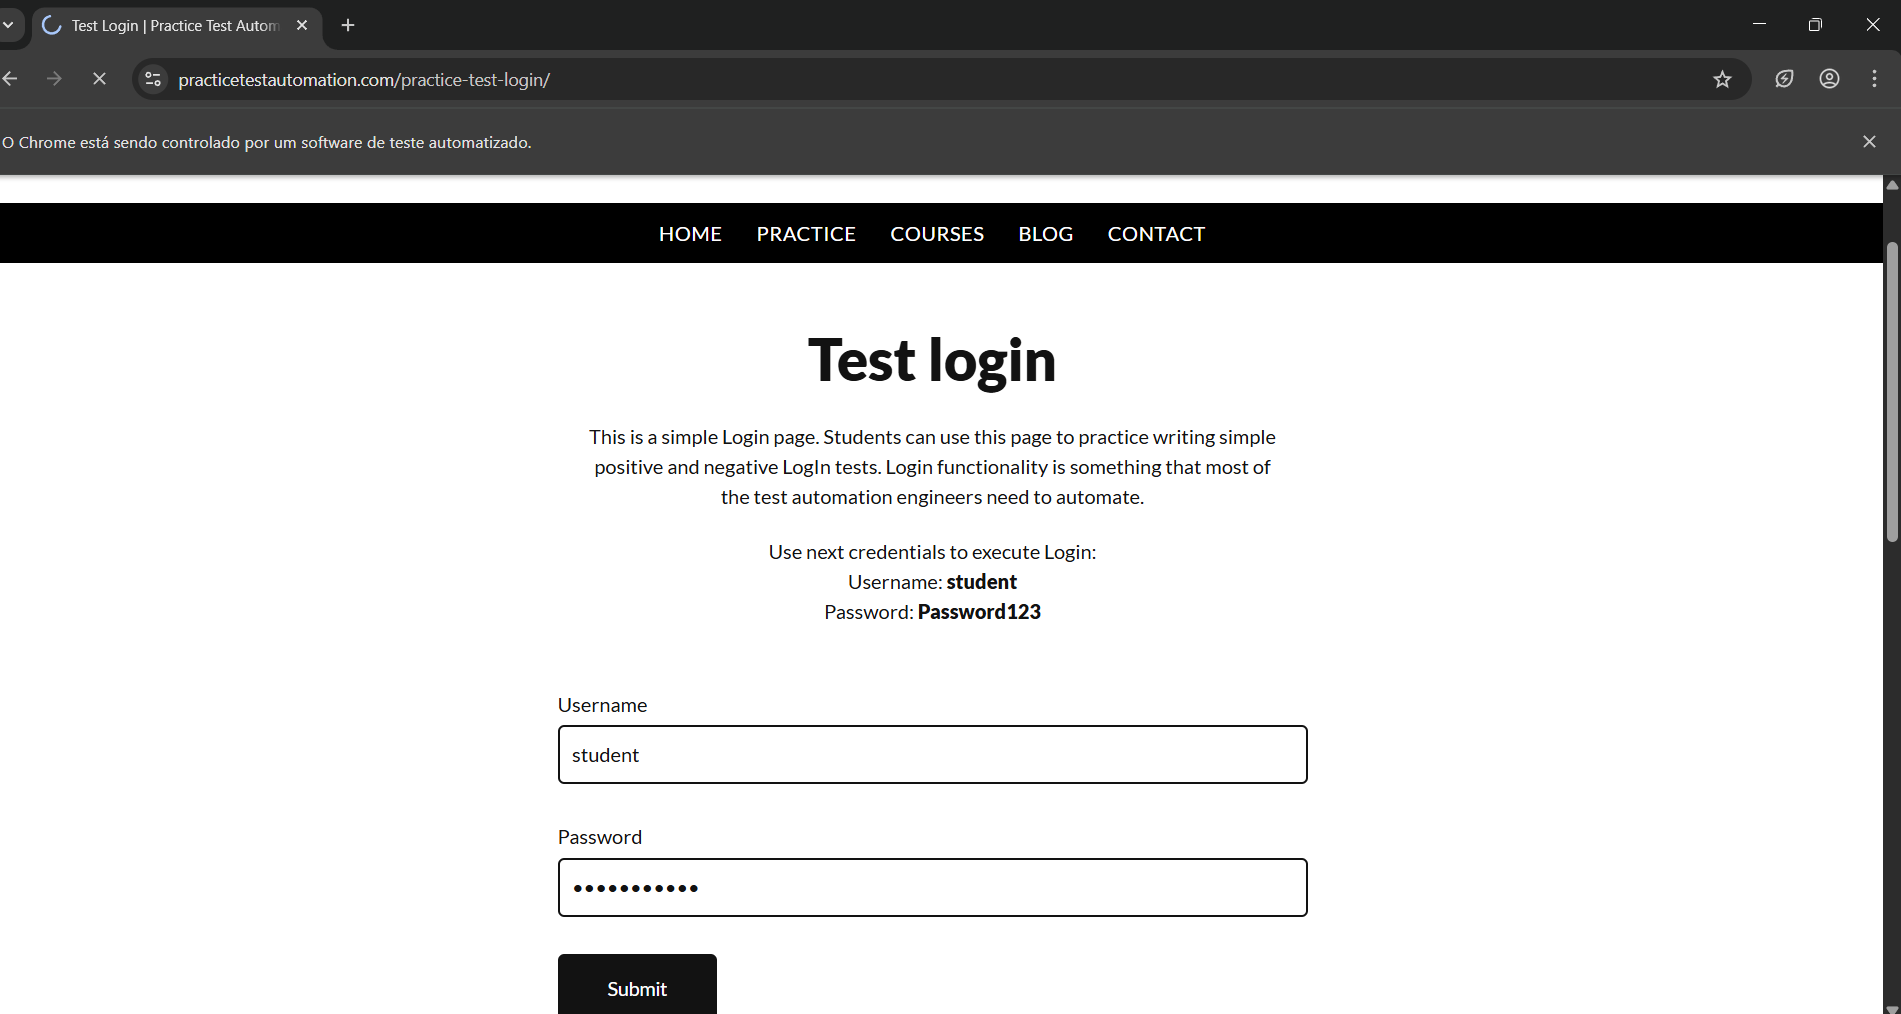 Test Login | Practice Test Autom
practicetestautomation.com/practice-test-login/
O Chrome está sendo controlado por um software de teste automatizado.
HOME PRACTICE COURSES BLOG CONTACT
Test login
This is a simple Login page. Students can use this page to practice writing simple
positive and negative LogIn tests. Login functionality is something that most of
the test automation engineers need to automate.
Use next credentials to execute Login:
Username: student
Password: Password123
Username
student
Password
•••••••••••
Submit